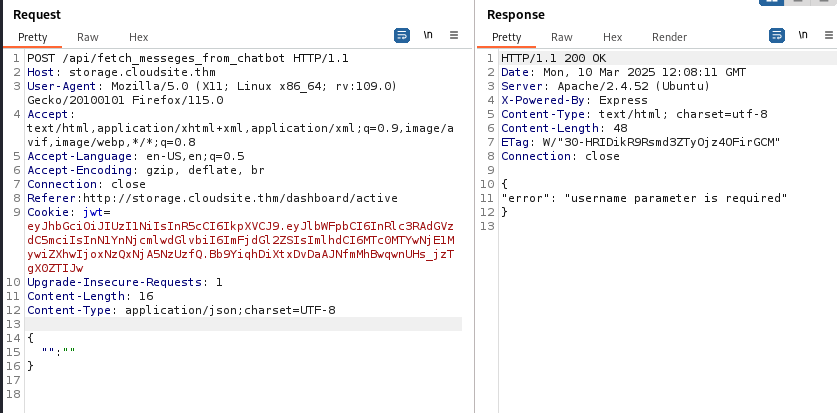 Request
Pretty Raw Hex
\n
1 POST /api/fetch_messeges_from_chatbot HTTP/1.1
2 Host: storage.cloudsite.thm
3 User-Agent: Mozilla/5.0 (X11; Linux x86_64; rv:109.0)
Gecko/20100101 Firefox/115.0
4 Accept:
text/html,application/xhtml+xml,application/xml;q=0.9,image/a
vif,image/webp,*/*;q=0.8
5 Accept-Language: en-US,en;q=0.5
6 Accept-Encoding: gzip, deflate, br
7 Connection: close
8 Referer:http://storage.cloudsite.thm/dashboard/active
9 Cookie: jwt=
eyJhbGciOiJIUzI1NiIsInR5cCI6IkpXVCJ9.eyJlbWFpbCI6InRlc3RAdGVz
dC5mciIsInN1YnNjcmlwdGlvbiI6ImFjdGl2ZSIsImlhdCI6MTc0MTYwNjE1M
ywiZXhwIjoxNzQxNjA5NzUzfQ.Bb9YiqhDiXtxDvDaAJNfmMhBwqwnUHs_jzT
gX0ZTIJw
10 Upgrade-Insecure-Requests: 1
11 Content-Length: 16
12 Content-Type: application/json;charset=UTF-8
13
14 {
15 "":""
16 }
17
18
Response
Pretty Raw Hex Render
\n
1 HTTP/1.1 200 OK
2 Date: Mon, 10 Mar 2025 12:08:11 GMT
3 Server: Apache/2.4.52 (Ubuntu)
4 X-Powered-By: Express
5 Content-Type: text/html; charset=utf-8
6 Content-Length: 48
7 ETag: W/"30-HRIDikR9Rsmd3ZTyOjz40FirGCM"
8 Connection: close
9
10 {
11 "error": "username parameter is required"
12 }
13